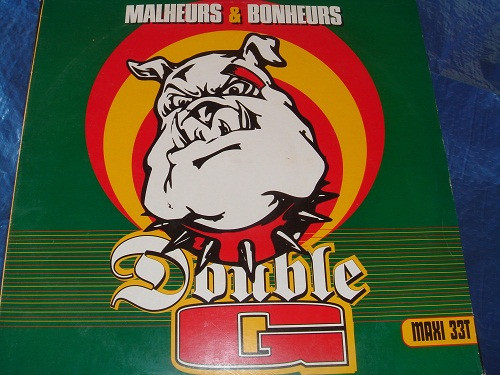 MALHEURS & BONHEURS
Double
G
MAXI 33T